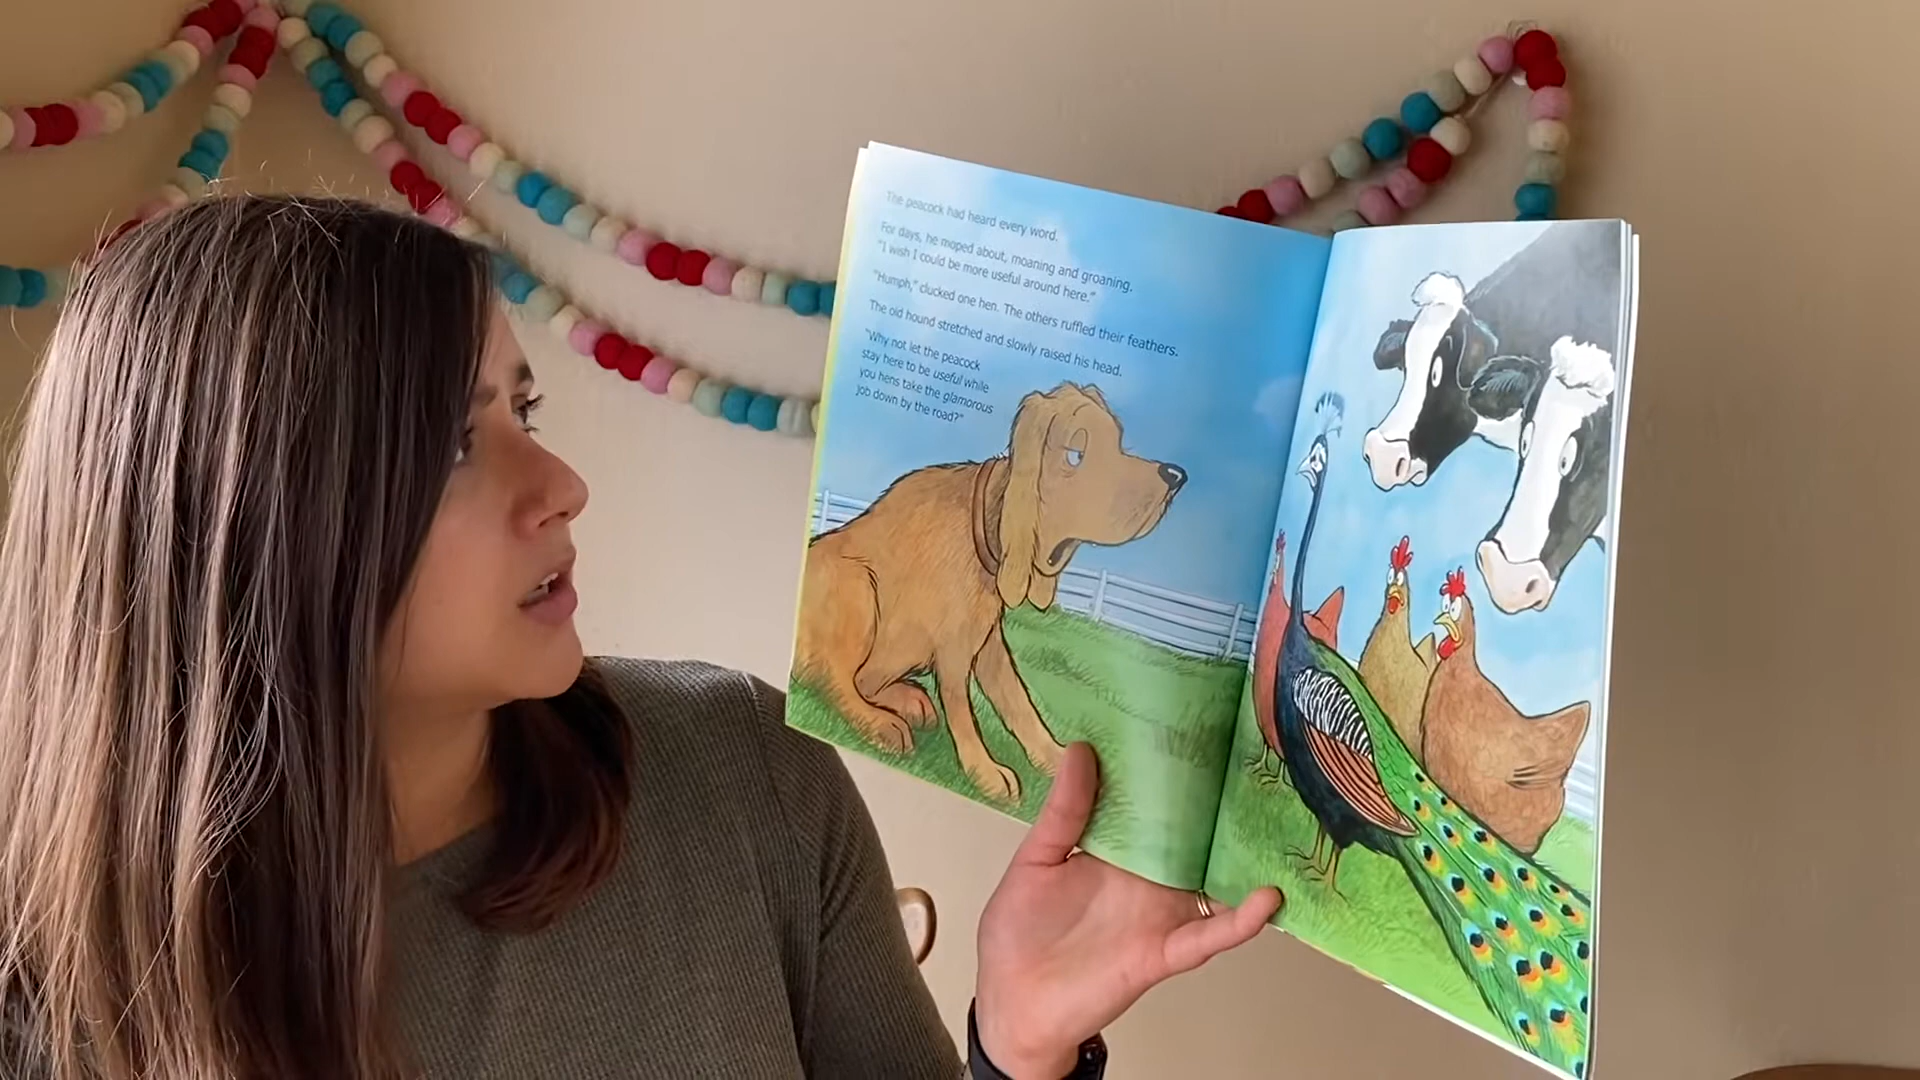 The peacock had heard every word.
For days, he moped about, moaning and groaning.
"I wish I could be more useful around here."
"Humph," clucked one hen. The others ruffled their feathers.
The old hound stretched and slowly raised his head.
"Why not let the peacock
stay here to be useful while
you hens take the glamorous
job down by the road?"